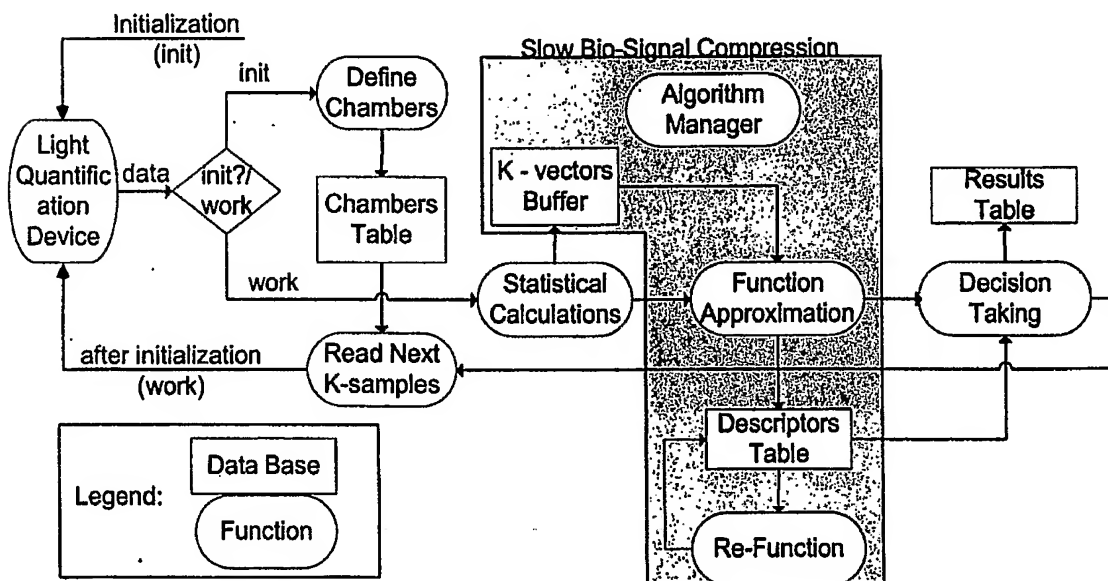 Initialization
(init)
Slow Bio-Signal Compression
init
Define
Chambers
Algorithm
Manager
Light
Quantific
ation
Device
data
init?/
work
K - vectors
Buffer
Results
Table
Chambers
Table
work
Statistical
Calculations
Function
Approximation
Decision
Taking
after initialization
(work)
Read Next
K-samples
Descriptors
Table
Legend:
Data Base
Function
Re-Function